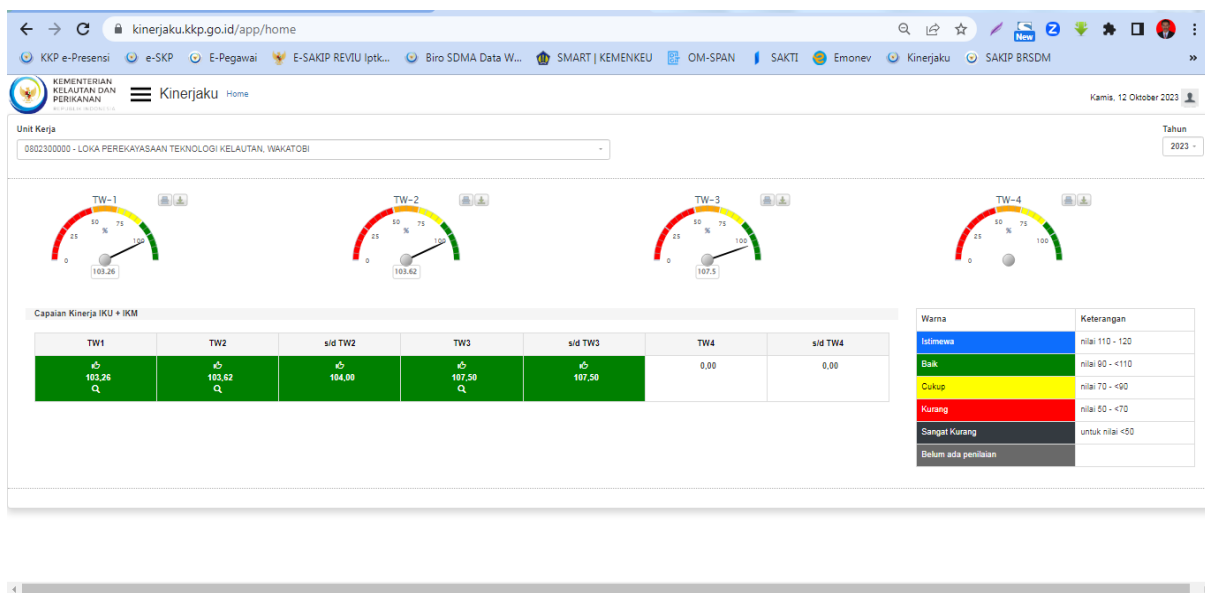 kinerjaku.kkp.go.id/app/home
New
Z
KKP e-Presensi e-SKP E-Pegawai E-SAKIP REVIU Iptk... Biro SDMA Data W... SMART | KEMENKEU OM-SPAN SAKTI Emonev Kinerjaku SAKIP BRSDM »
KEMENTERIAN
KELAUTAN DAN
PERIKANAN
REPUBLIK INDONESIA
Kinerjaku Home
Kamis, 12 Oktober 2023
Unit Kerja
Tahun
0802300000 - LOKA PEREKAYASAAN TEKNOLOGI KELAUTAN, WAKATOBI
2023
TW-1
0 25 50 75 100
%
103.26
TW-2
0 25 50 75 100
%
103.62
TW-3
0 25 50 75 100
%
107.5
TW-4
0 25 50 75 100
%
Capaian Kinerja IKU + IKM
TW1 TW2 s/d TW2 TW3 s/d TW3 TW4 s/d TW4
103,26 103,62 104,00 107,50 107,50 0,00 0,00
Warna Keterangan
Istimewa nilai 110 - 120
Baik nilai 90 - <110
Cukup nilai 70 - <90
Kurang nilai 50 - <70
Sangat Kurang untuk nilai <50
Belum ada penilaian